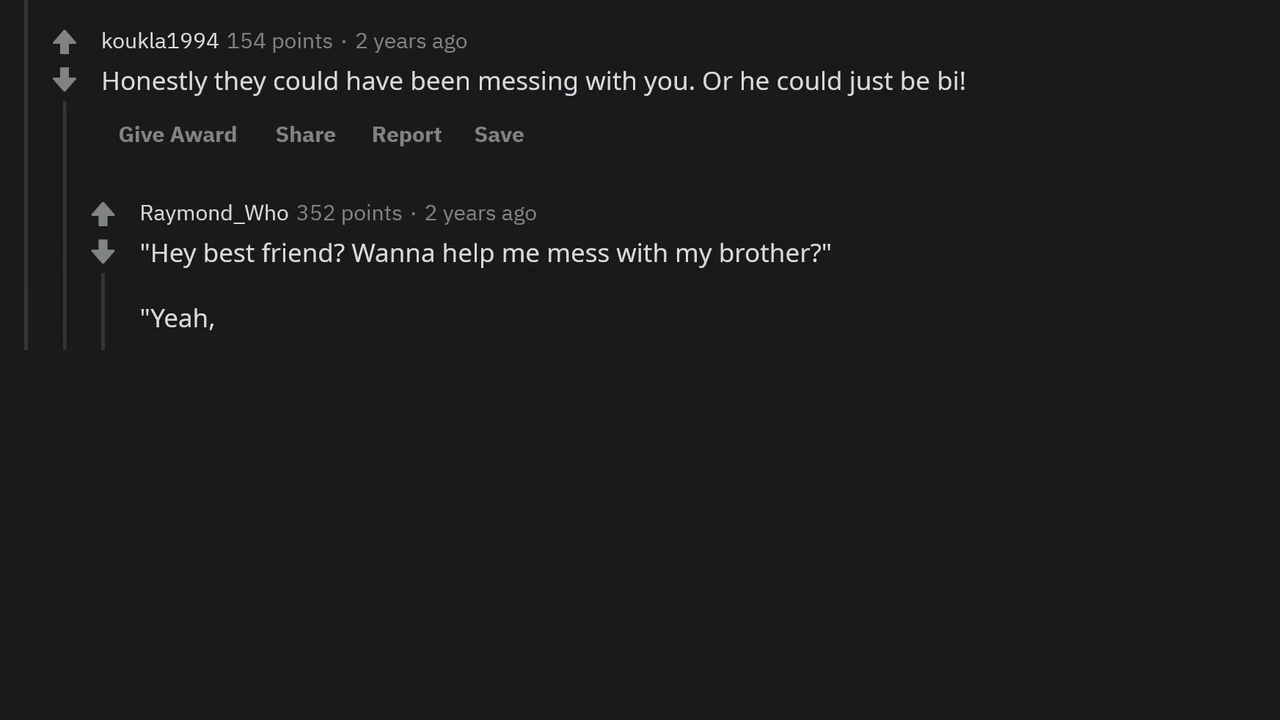 koukla1994 154 points · 2 years ago
Honestly they could have been messing with you. Or he could just be bi!
Give Award Share Report Save
Raymond_Who 352 points · 2 years ago
"Hey best friend? Wanna help me mess with my brother?"
"Yeah,